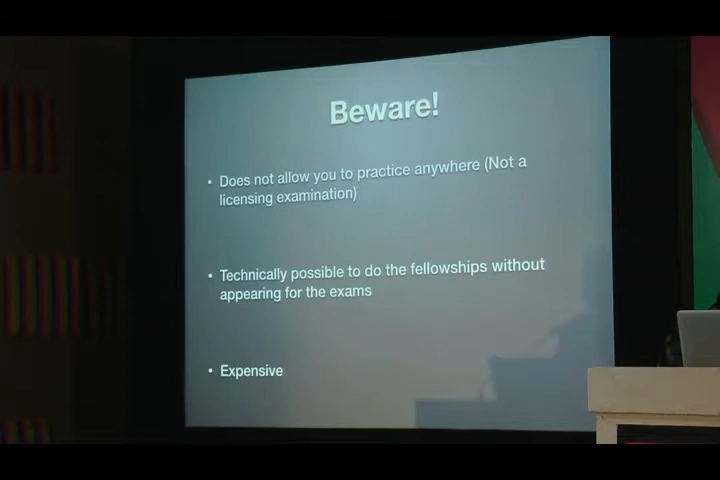 Beware!
• Does not allow you to practice anywhere (Not a
licensing examination)
• Technically possible to do the fellowships without
appearing for the exams
• Expensive